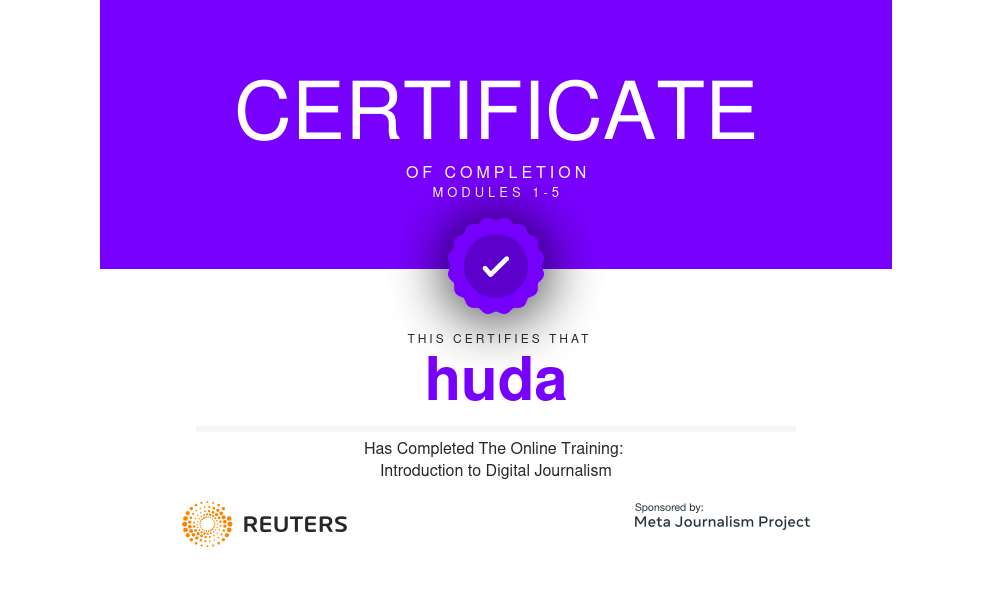 CERTIFICATE
OF COMPLETION
MODULES 1-5
THIS CERTIFIES THAT
huda
Has Completed The Online Training:
Introduction to Digital Journalism
REUTERS
Sponsored by:
Meta Journalism Project